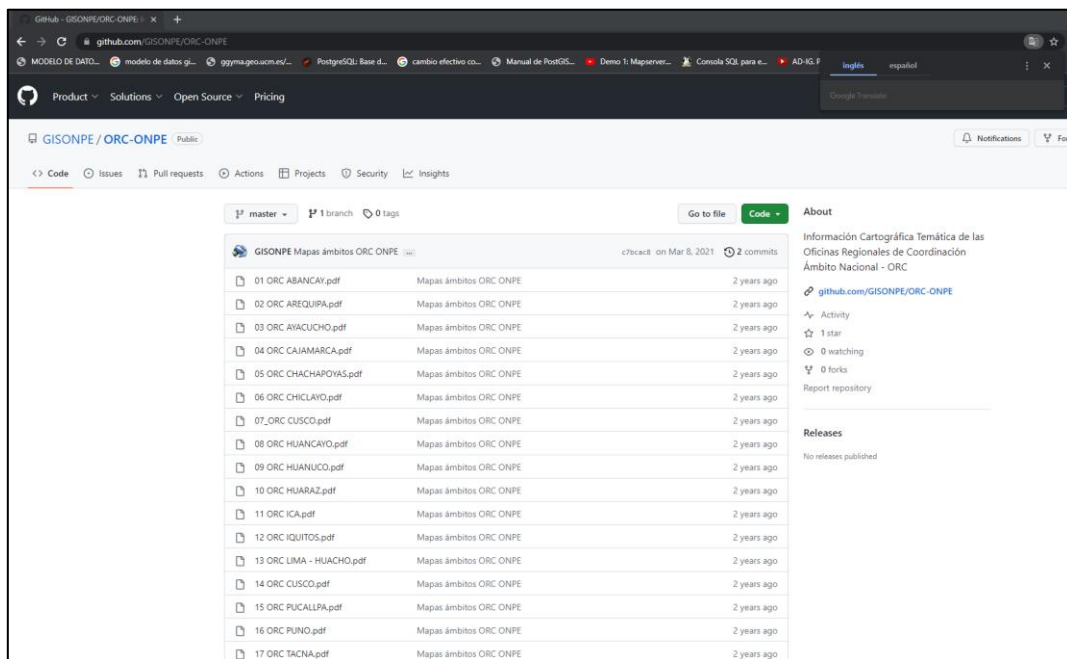 GitHub - GISONPE/ORC-ONPE:
github.com/GISONPE/ORC-ONPE
MODELO DE DATO... modelo de datos gi... ggyma.geo.ucm.es/... PostgreSQL: Base d... cambio efectivo co... Manual de PostGIS... Demo 1: Mapserver... Consola SQL para e... AD-IG. P
inglés español
Google Translate
Product Solutions Open Source Pricing
GISONPE / ORC-ONPE Public
Notifications Fo
Code Issues Pull requests Actions Projects Security Insights
master 1 branch 0 tags Go to file Code
GISONPE Mapas ámbitos ORC ONPE ... c7bcac8 on Mar 8, 2021 2 commits
01 ORC ABANCAY.pdf Mapas ámbitos ORC ONPE 2 years ago
02 ORC AREQUIPA.pdf Mapas ámbitos ORC ONPE 2 years ago
03 ORC AYACUCHO.pdf Mapas ámbitos ORC ONPE 2 years ago
04 ORC CAJAMARCA.pdf Mapas ámbitos ORC ONPE 2 years ago
05 ORC CHACHAPOYAS.pdf Mapas ámbitos ORC ONPE 2 years ago
06 ORC CHICLAYO.pdf Mapas ámbitos ORC ONPE 2 years ago
07_ORC CUSCO.pdf Mapas ámbitos ORC ONPE 2 years ago
08 ORC HUANCAYO.pdf Mapas ámbitos ORC ONPE 2 years ago
09 ORC HUANUCO.pdf Mapas ámbitos ORC ONPE 2 years ago
10 ORC HUARAZ.pdf Mapas ámbitos ORC ONPE 2 years ago
11 ORC ICA.pdf Mapas ámbitos ORC ONPE 2 years ago
12 ORC IQUITOS.pdf Mapas ámbitos ORC ONPE 2 years ago
13 ORC LIMA - HUACHO.pdf Mapas ámbitos ORC ONPE 2 years ago
14 ORC CUSCO.pdf Mapas ámbitos ORC ONPE 2 years ago
15 ORC PUCALLPA.pdf Mapas ámbitos ORC ONPE 2 years ago
16 ORC PUNO.pdf Mapas ámbitos ORC ONPE 2 years ago
17 ORC TACNA.pdf Mapas ámbitos ORC ONPE 2 years ago
About
Información Cartográfica Temática de las
Oficinas Regionales de Coordinación
Ámbito Nacional - ORC
github.com/GISONPE/ORC-ONPE
Activity
1 star
0 watching
0 forks
Report repository
Releases
No releases published